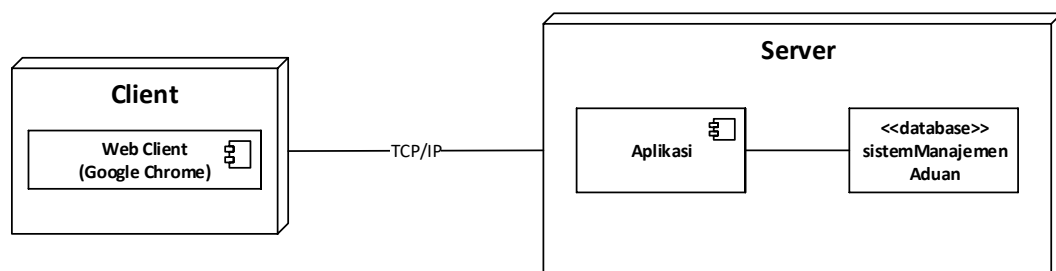 Client
Web Client
(Google Chrome)
TCP/IP
Server
Aplikasi
<<database>>
sistemManajemen
Aduan